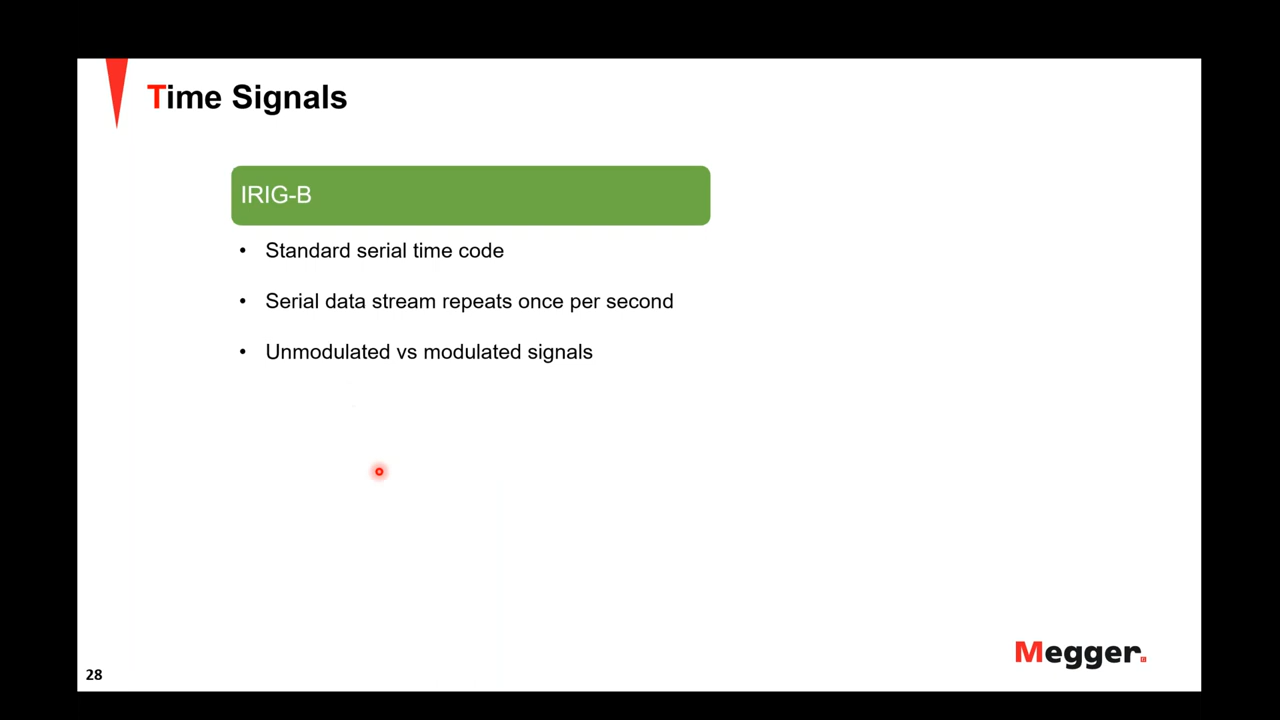 Time Signals
IRIG-B
• Standard serial time code
• Serial data stream repeats once per second
• Unmodulated vs modulated signals
Megger
28